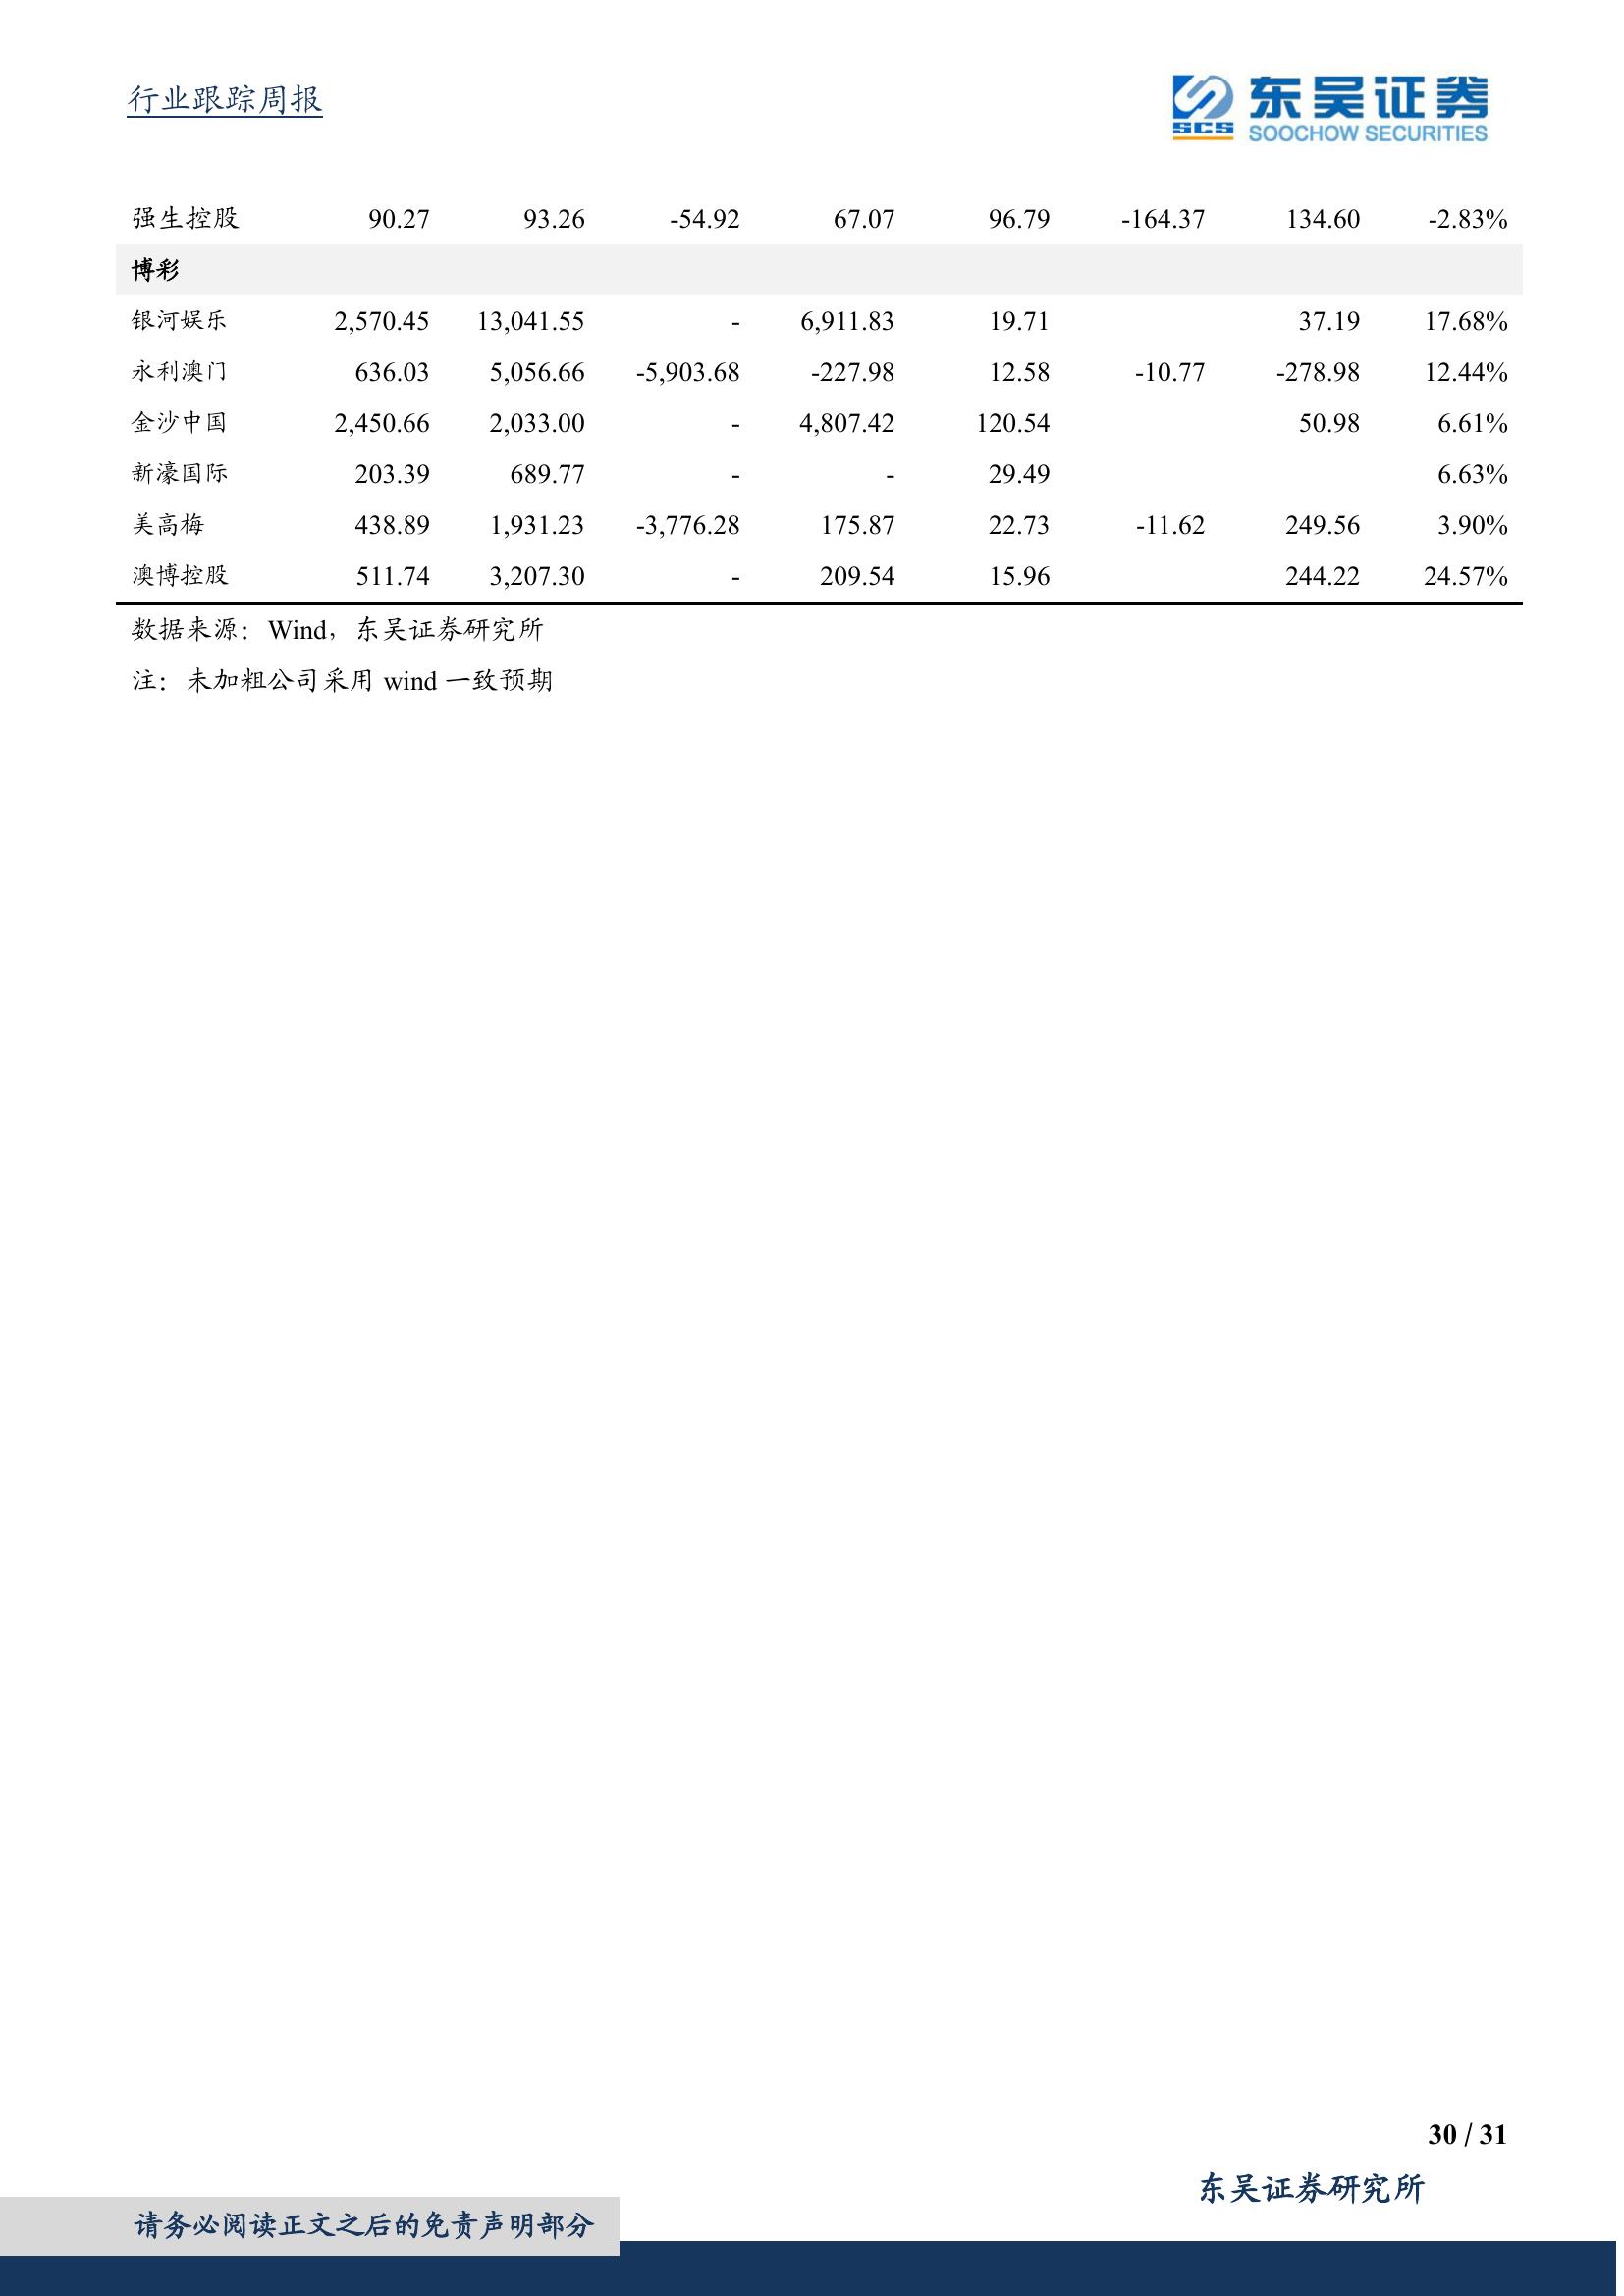 行业跟踪周报
SCS 东吴证券
SOOCHOW SECURITIES
强生控股 90.27 93.26 -54.92 67.07 96.79 -164.37 134.60 -2.83%
博彩
银河娱乐 2,570.45 13,041.55 - 6,911.83 19.71 37.19 17.68%
永利澳门 636.03 5,056.66 -5,903.68 -227.98 12.58 -10.77 -278.98 12.44%
金沙中国 2,450.66 2,033.00 - 4,807.42 120.54 50.98 6.61%
新濠国际 203.39 689.77 - - 29.49 6.63%
美高梅 438.89 1,931.23 -3,776.28 175.87 22.73 -11.62 249.56 3.90%
澳博控股 511.74 3,207.30 - 209.54 15.96 244.22 24.57%
数据来源：Wind，东吴证券研究所
注：未加粗公司采用 wind 一致预期
30 / 31
东吴证券研究所
请务必阅读正文之后的免责声明部分